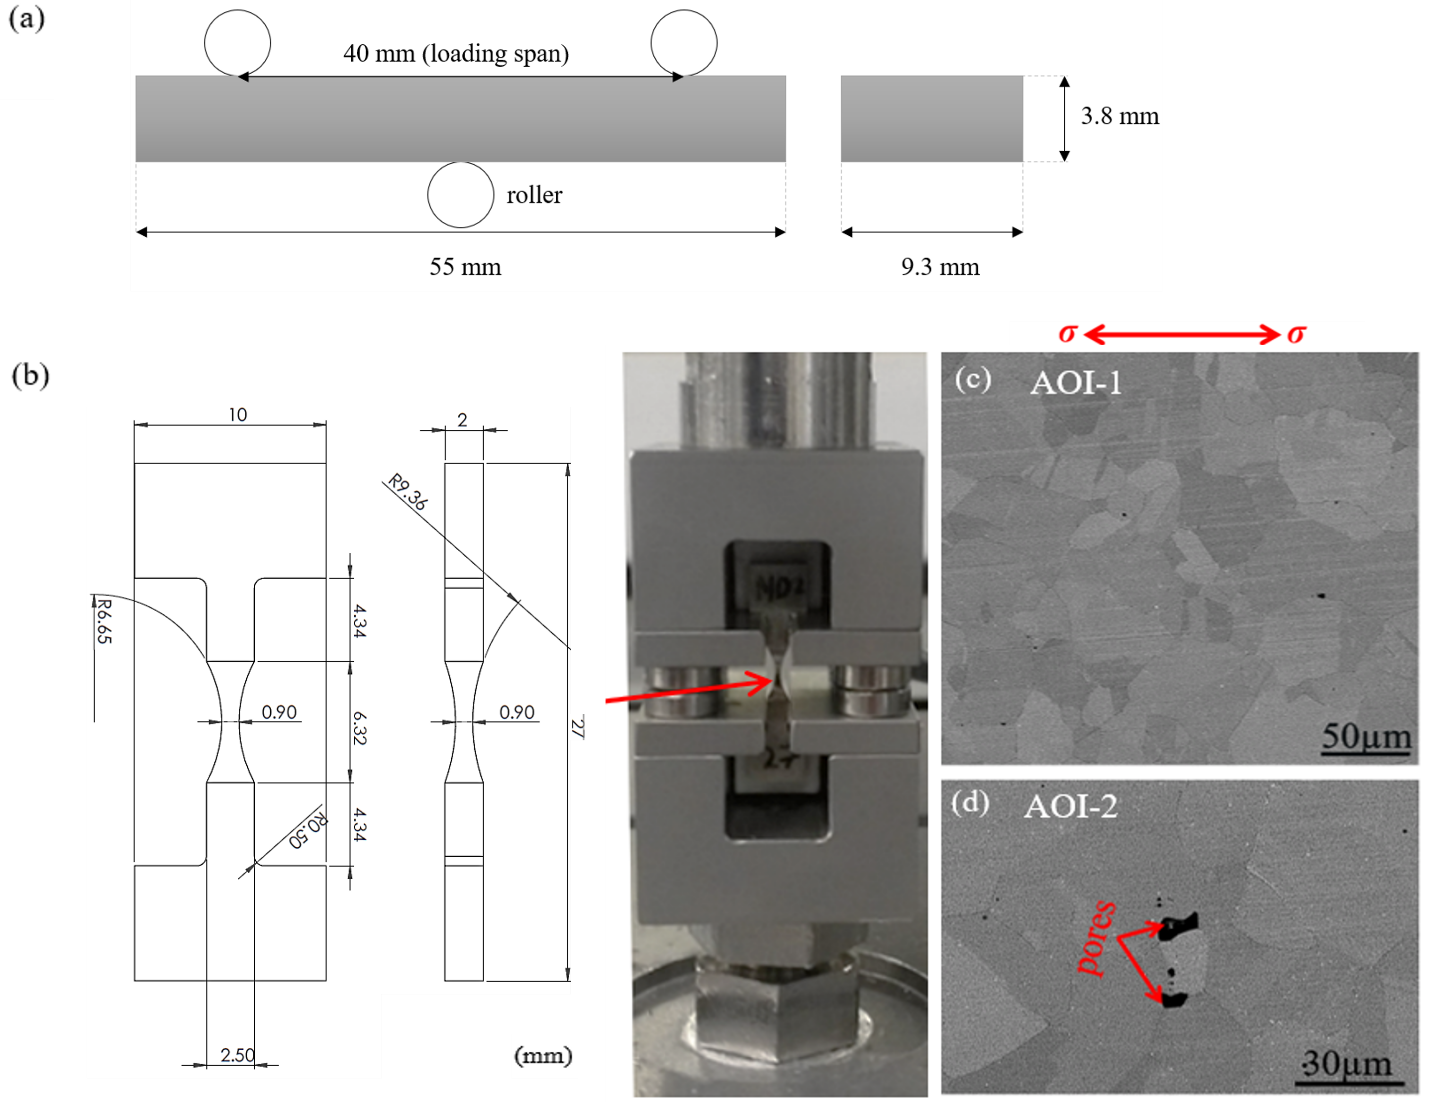 (a)
40 mm (loading span)
3.8 mm
roller
55 mm
9.3 mm
σ σ
(b)
10
2
R9.36
R6.65
4.34
0.90
6.32
0.90
27
4.34
R0.50
2.50
(mm)
ND2
27
(c) AOI-1
50μm
(d) AOI-2
pores
30μm